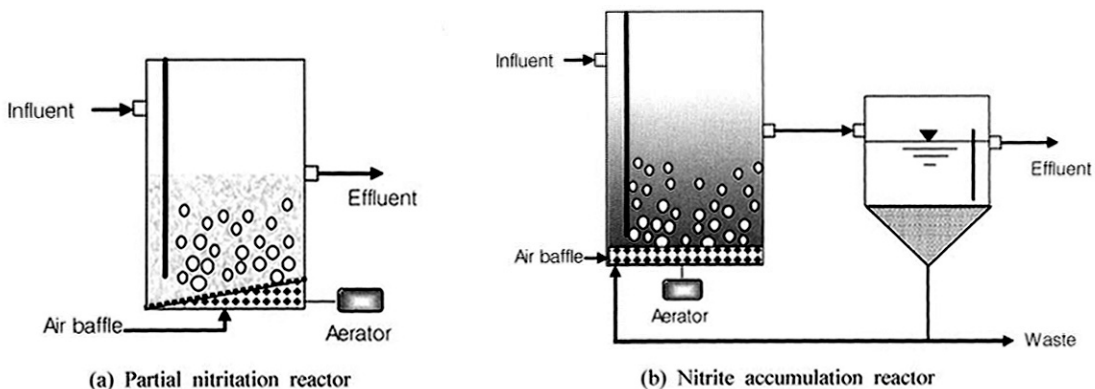 Influent
Effluent
Air baffle
Aerator
(a) Partial nitritation reactor
Influent
Effluent
Air baffle
Aerator
Waste
(b) Nitrite accumulation reactor